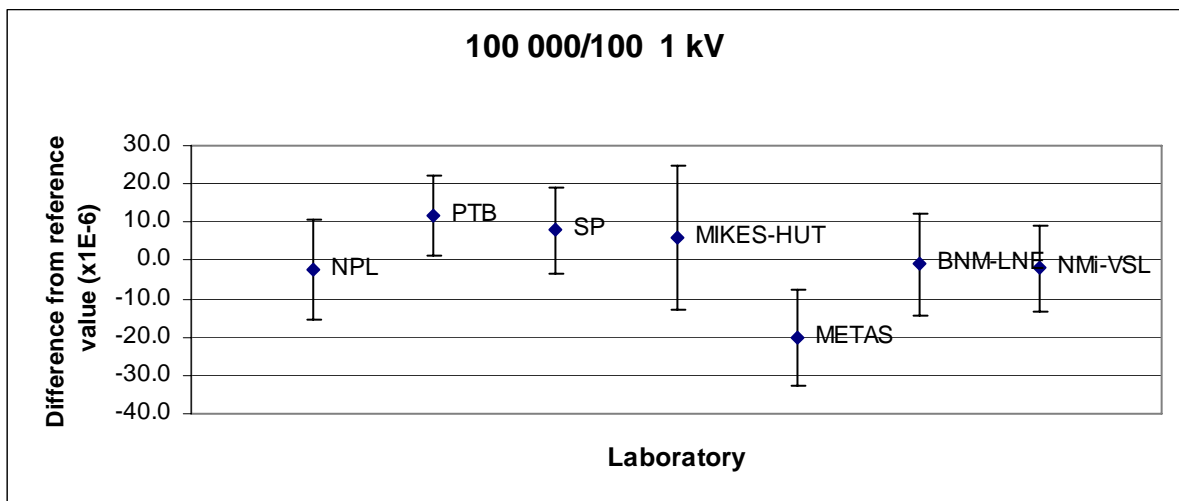 100 000/100  1 kV
Difference from reference
value (x1E-6)
30.0
20.0
10.0
0.0
-10.0
-20.0
-30.0
-40.0
NPL
PTB
SP
MIKES-HUT
METAS
BNM-LNE
NMi-VSL
Laboratory